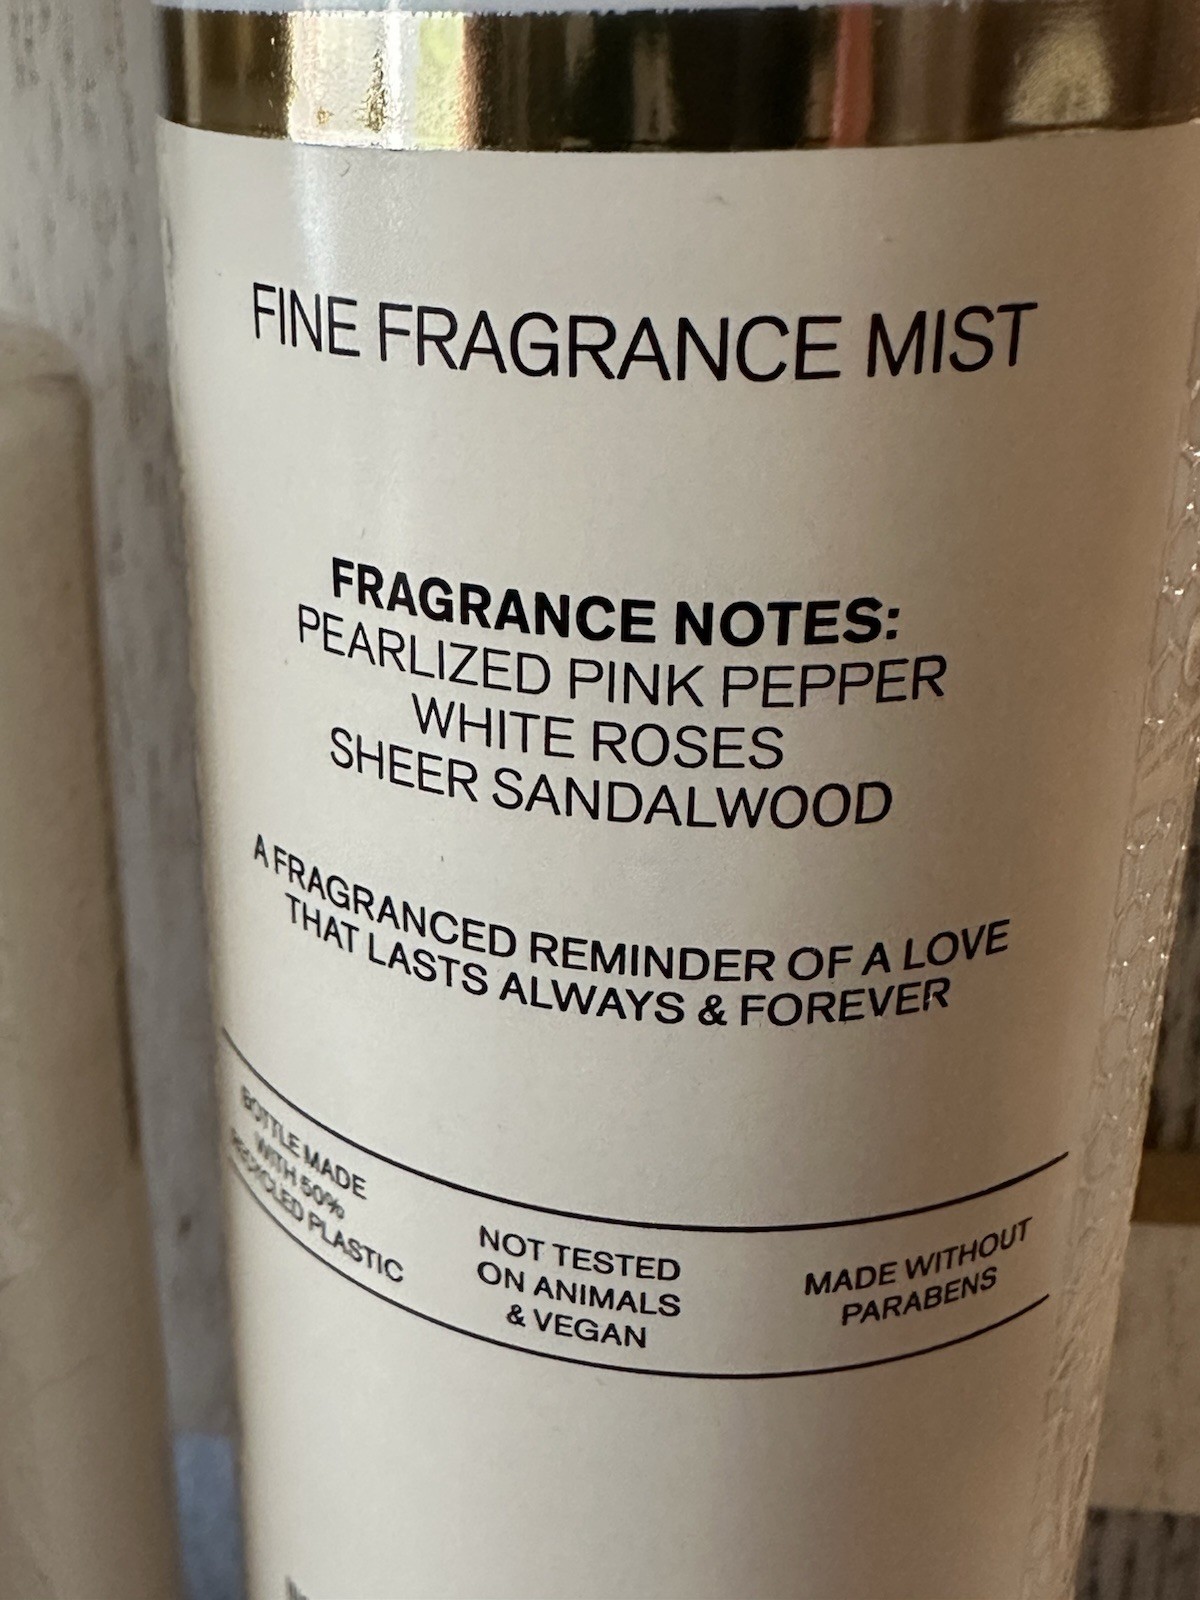 FINE FRAGRANCE MIST
FRAGRANCE NOTES:
PEARLIZED PINK PEPPER
WHITE ROSES
SHEER SANDALWOOD
A FRAGRANCED REMINDER OF A LOVE
THAT LASTS ALWAYS & FOREVER
BOTTLE MADE
WITH 50%
RECYCLED PLASTIC
NOT TESTED
ON ANIMALS
& VEGAN
MADE WITHOUT
PARABENS